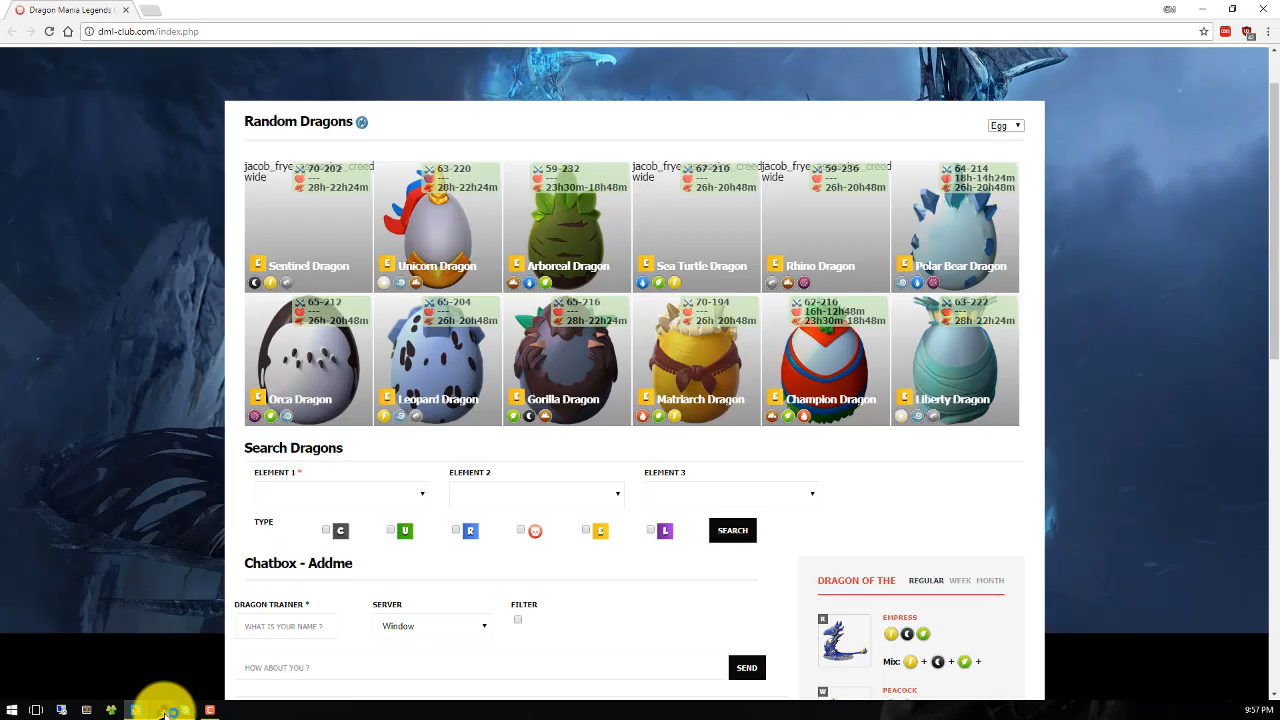 Dragon Mania Legends
GM
dml-club.com/index.php
Random Dragons
Egg
70-202
---
28h-22h24m
Sentinel Dragon
63-220
---
28h-22h24m
Unicorn Dragon
59-232
---
23h30m-18h48m
Arboreal Dragon
67-210
---
26h-20h48m
Sea Turtle Dragon
59-236
---
26h-20h48m
Rhino Dragon
64-214
18h-14h24m
26h-20h48m
Polar Bear Dragon
65-212
---
26h-20h48m
Orca Dragon
65-204
---
26h-20h48m
Leopard Dragon
65-216
---
28h-22h24m
Gorilla Dragon
70-194
---
26h-20h48m
Matriarch Dragon
62-216
16h-12h48m
23h30m-18h48m
Champion Dragon
63-222
---
28h-22h24m
Liberty Dragon
Search Dragons
ELEMENT 1 *
ELEMENT 2
ELEMENT 3
TYPE
C
U
R
E
L
SEARCH
Chatbox - Addme
DRAGON TRAINER *
SERVER
FILTER
WHAT IS YOUR NAME ?
Window
HOW ABOUT YOU ?
SEND
DRAGON OF THE
REGULAR WEEK MONTH
R
EMPRESS
Mix: + + +
PEACOCK
9:57 PM